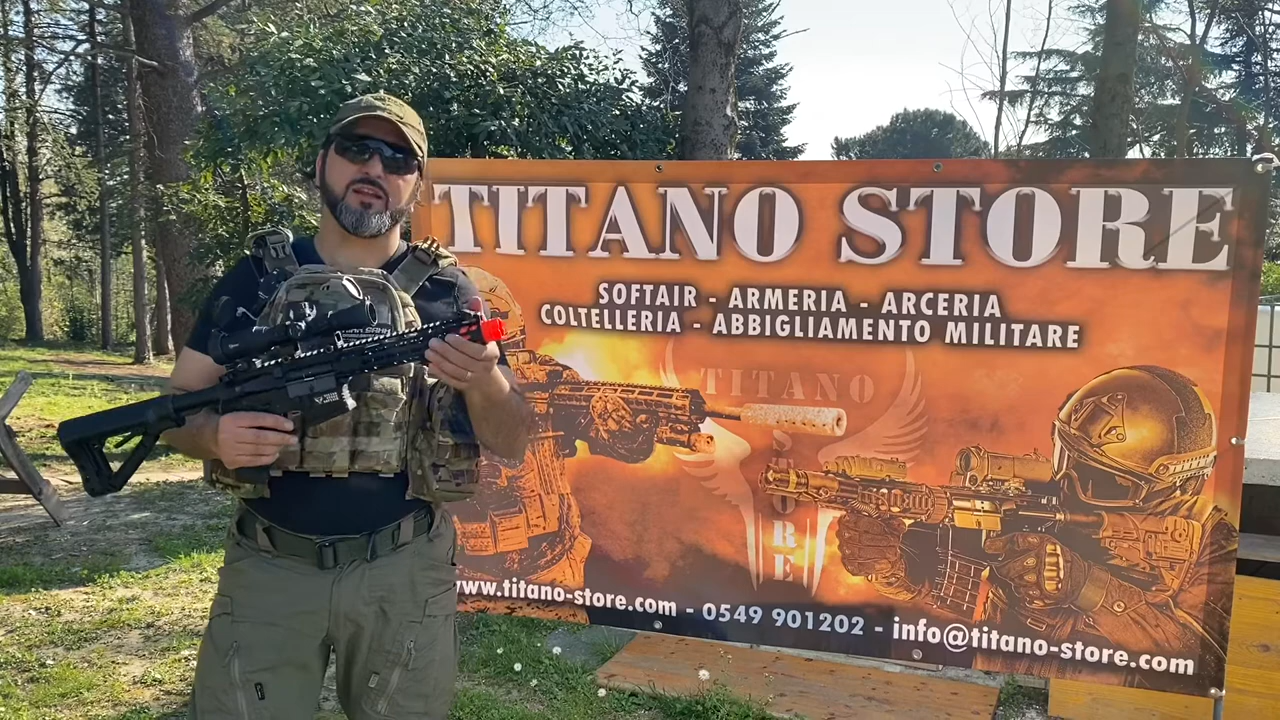 TITANO STORE
SOFTAIR - ARMERIA - ARCERIA
COLTELLERIA - ABBIGLIAMENTO MILITARE
TITANO
STORE
www.titano-store.com - 0549 901202 - info@titano-store.com